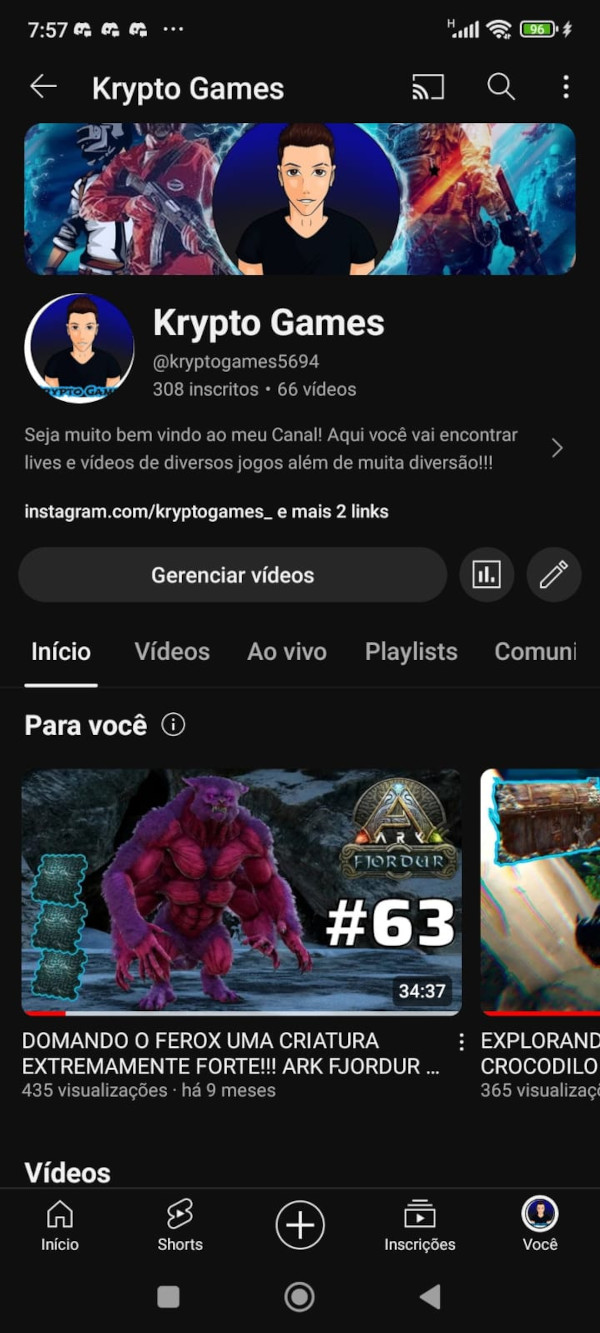 7:57
H
96
Krypto Games
Krypto Games
@kryptogames5694
308 inscritos • 66 vídeos
Seja muito bem vindo ao meu Canal! Aqui você vai encontrar
lives e vídeos de diversos jogos além de muita diversão!!!
instagram.com/kryptogames_ e mais 2 links
Gerenciar vídeos
Início Vídeos Ao vivo Playlists Comuni
Para você
ARK
FJORDUR
#63
34:37
DOMANDO O FEROX UMA CRIATURA
EXTREMAMENTE FORTE!!! ARK FJORDUR ...
435 visualizações · há 9 meses
EXPLORAND
CROCODILO
365 visualizaç
Vídeos
Início Shorts Inscrições Você